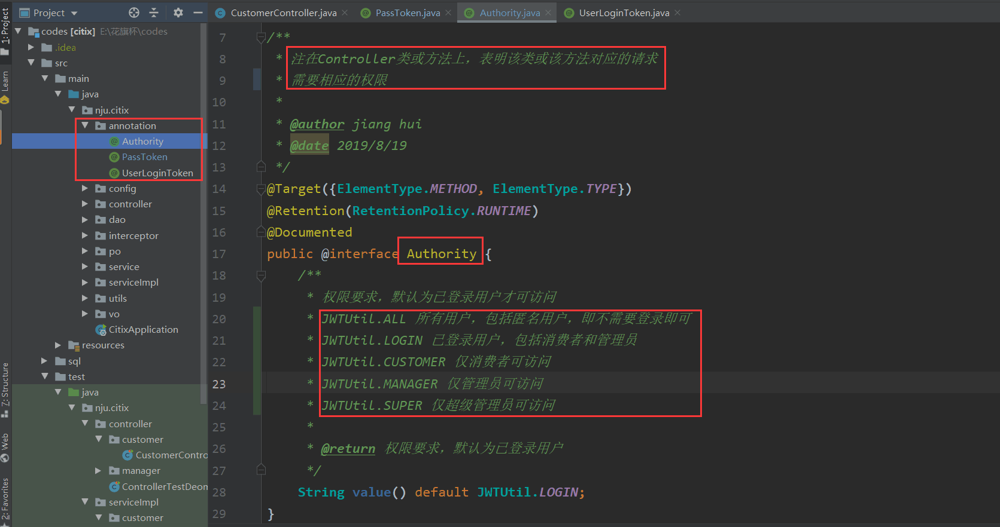 Project
CustomerController.java
PassToken.java
Authority.java
UserLoginToken.java
1: Project
Learn
7: Structure
Web
2: Favorites
codes [citix] E:\花旗杯\codes
.idea
src
main
java
nju.citix
annotation
Authority
PassToken
UserLoginToken
config
controller
dao
interceptor
po
service
serviceImpl
utils
vo
CitixApplication
resources
sql
test
java
nju.citix
controller
customer
CustomerContro
manager
ControllerTestDeom
serviceImpl
customer
7 /**
8 * 注在Controller类或方法上，表明该类或该方法对应的请求
9 * 需要相应的权限
10 *
11 * @author jiang hui
12 * @date 2019/8/19
13 */
14 @Target({ElementType.METHOD, ElementType.TYPE})
15 @Retention(RetentionPolicy.RUNTIME)
16 @Documented
17 public @interface Authority {
18 /**
19 * 权限要求，默认为已登录用户才可访问
20 * JWTUtil.ALL 所有用户，包括匿名用户，即不需要登录即可
21 * JWTUtil.LOGIN 已登录用户，包括消费者和管理员
22 * JWTUtil.CUSTOMER 仅消费者可访问
23 * JWTUtil.MANAGER 仅管理员可访问
24 * JWTUtil.SUPER 仅超级管理员可访问
25 *
26 * @return 权限要求，默认为已登录用户
27 */
28 String value() default JWTUtil.LOGIN;
29 }